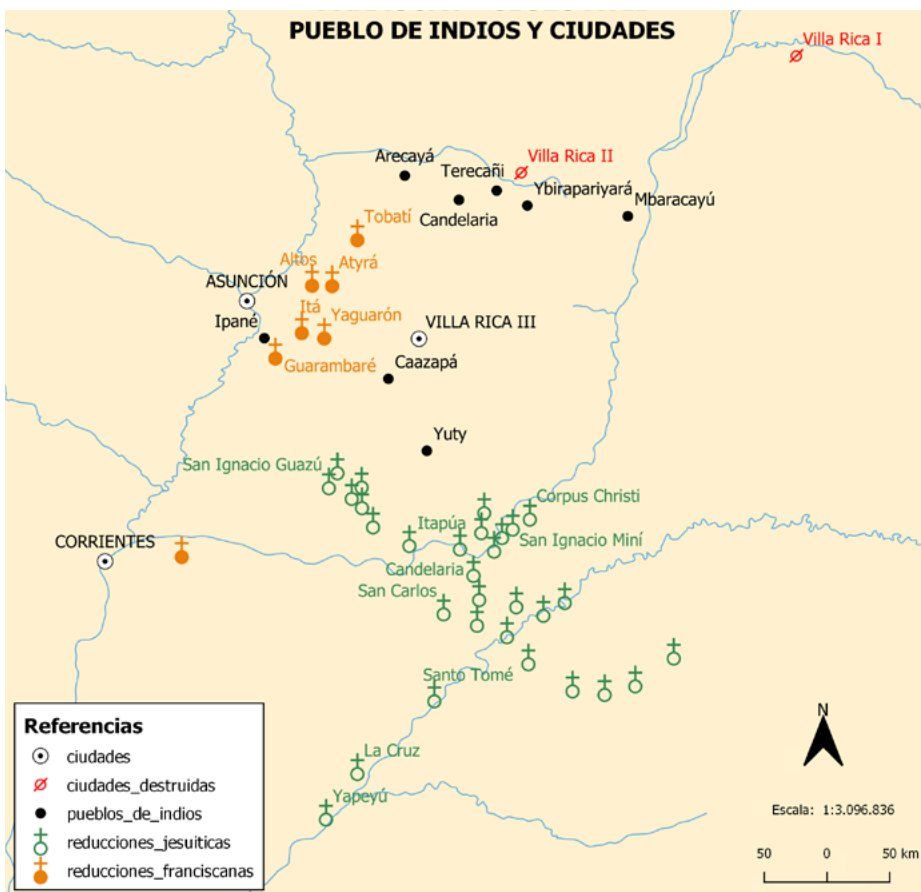 PUEBLO DE INDIOS Y CIUDADES
Villa Rica I
Arecayá
Terecañi
Villa Rica II
Ybirapariyará
Candelaria
Mbaracayú
Tobatí
Altos
Atyrá
ASUNCIÓN
Itá
Ipané
Yaguarón
VILLA RICA III
Guarambaré
Caazapá
Yuty
San Ignacio Guazú
Corpus Christi
Itapúa
CORRIENTES
San Ignacio Miní
Candelaria
San Carlos
Santo Tomé
La Cruz
Yapeyú
Referencias
ciudades
ciudades_destruidas
pueblos_de_indios
reducciones_jesuiticas
reducciones_franciscanas
N
Escala: 1:3.096.836
50 0 50 km